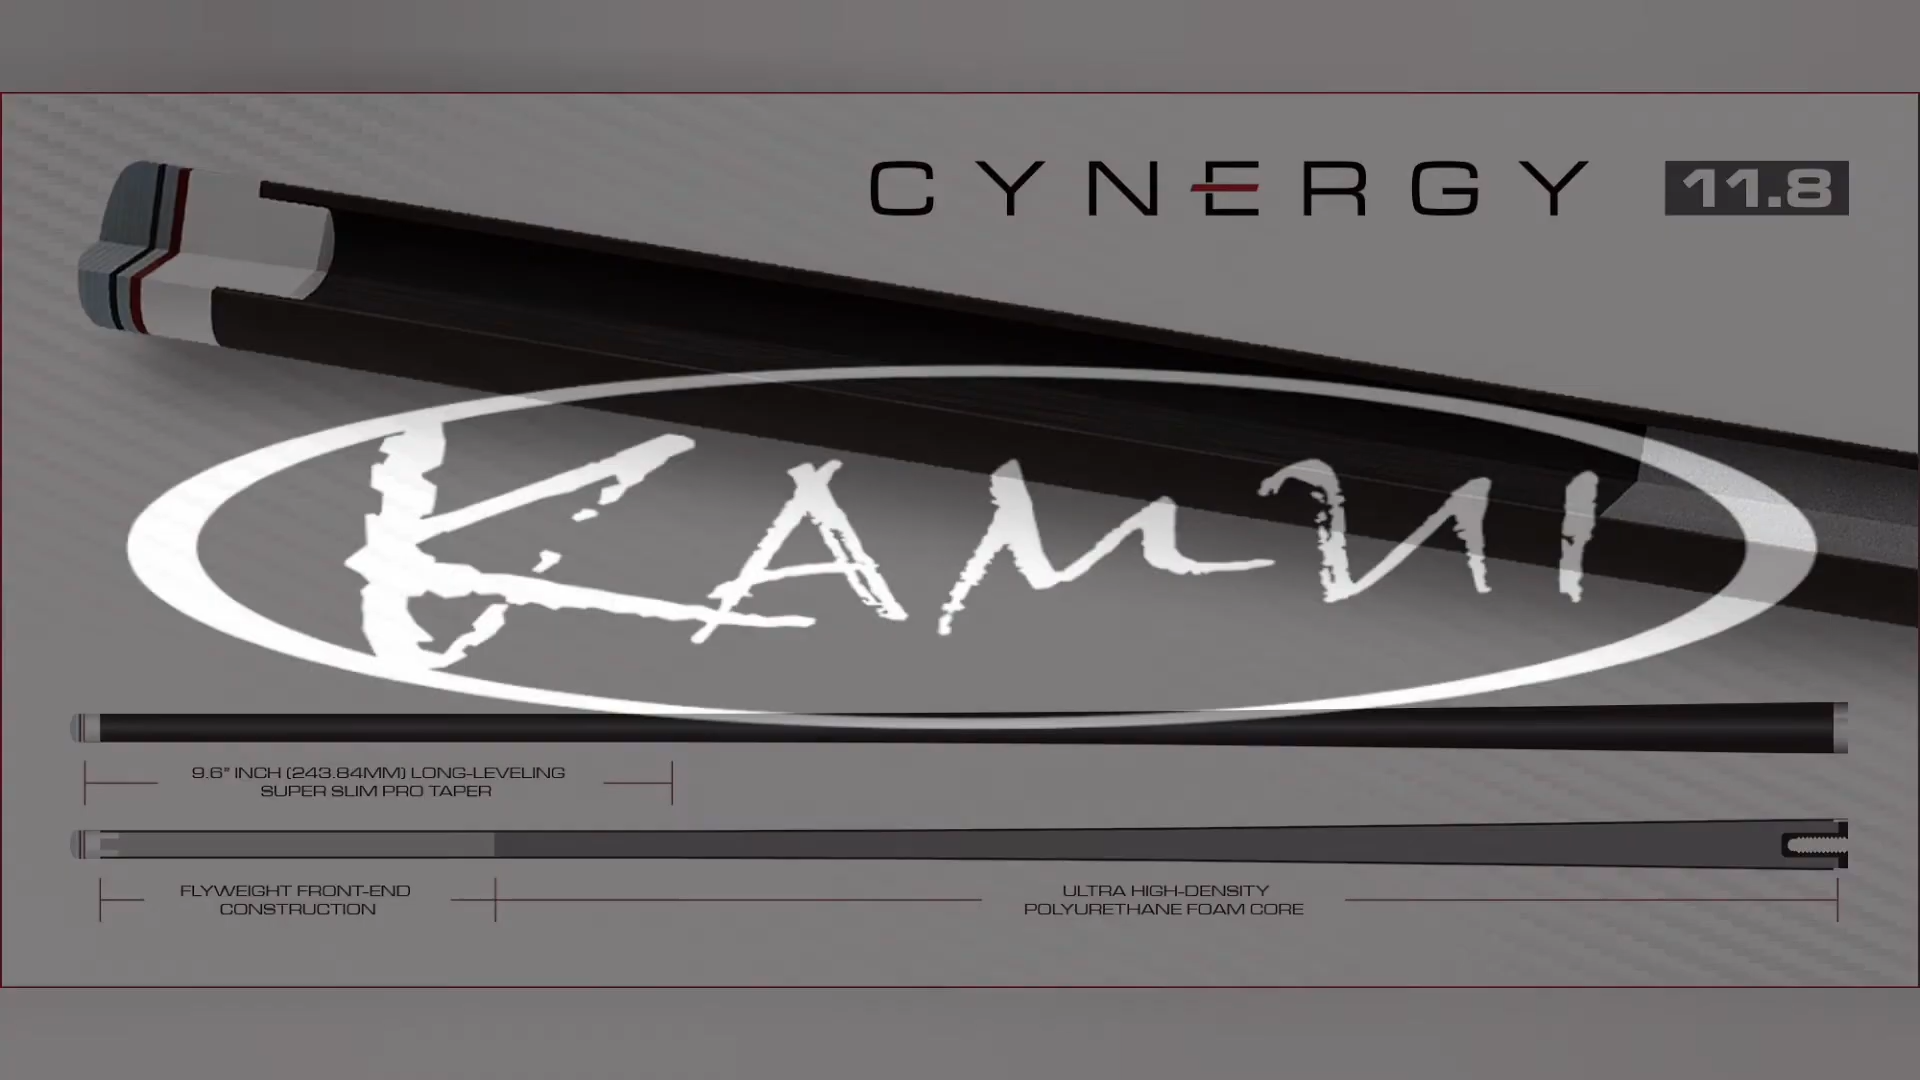 CYNERGY 11.8
KAMUI
9.6" INCH (243.84MM) LONG-LEVELING
SUPER SLIM PRO TAPER
FLYWEIGHT FRONT-END
CONSTRUCTION
ULTRA HIGH-DENSITY
POLYURETHANE FOAM CORE